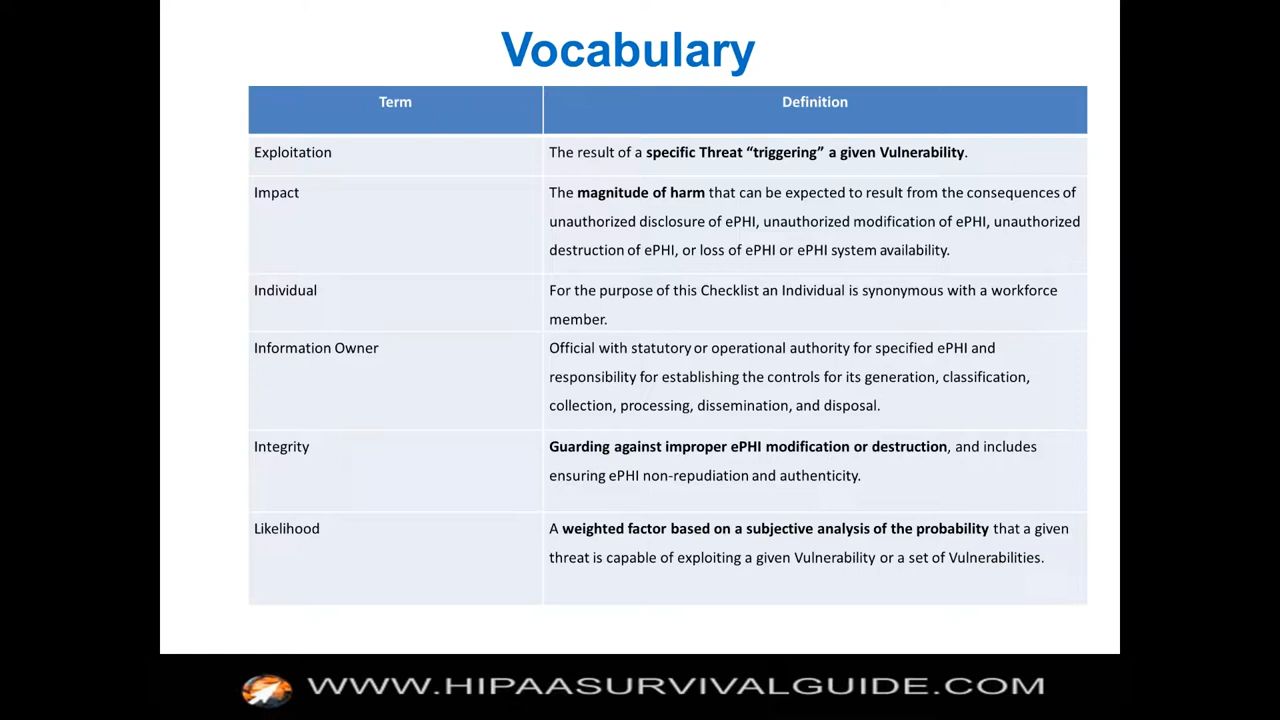 Vocabulary
Term Definition
Exploitation The result of a specific Threat “triggering” a given Vulnerability.
Impact The magnitude of harm that can be expected to result from the consequences of
unauthorized disclosure of ePHI, unauthorized modification of ePHI, unauthorized
destruction of ePHI, or loss of ePHI or ePHI system availability.
Individual For the purpose of this Checklist an Individual is synonymous with a workforce
member.
Information Owner Official with statutory or operational authority for specified ePHI and
responsibility for establishing the controls for its generation, classification,
collection, processing, dissemination, and disposal.
Integrity Guarding against improper ePHI modification or destruction, and includes
ensuring ePHI non-repudiation and authenticity.
Likelihood A weighted factor based on a subjective analysis of the probability that a given
threat is capable of exploiting a given Vulnerability or a set of Vulnerabilities.
WWW.HIPAASURVIVALGUIDE.COM